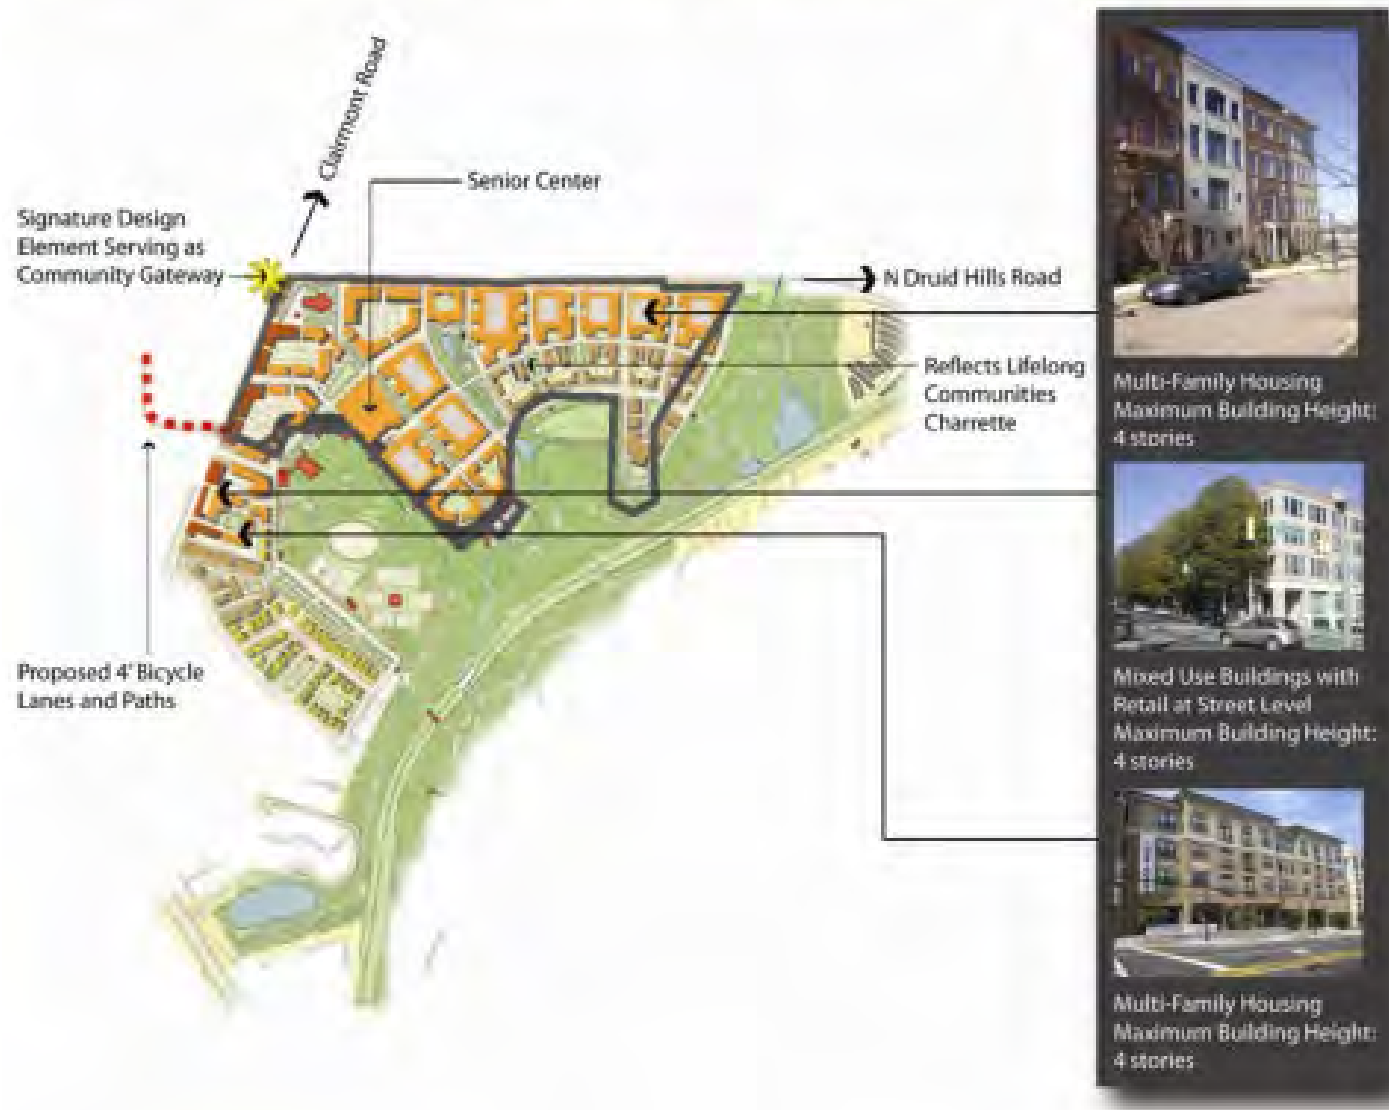 Clairmont Road
Senior Center
Signature Design
Element Serving as
Community Gateway
N Druid Hills Road
Reflects Lifelong
Communities
Charrette
Proposed 4' Bicycle
Lanes and Paths
Multi-Family Housing
Maximum Building Height:
4 stories
Mixed Use Buildings with
Retail at Street Level
Maximum Building Height:
4 stories
Multi-Family Housing
Maximum Building Height:
4 stories